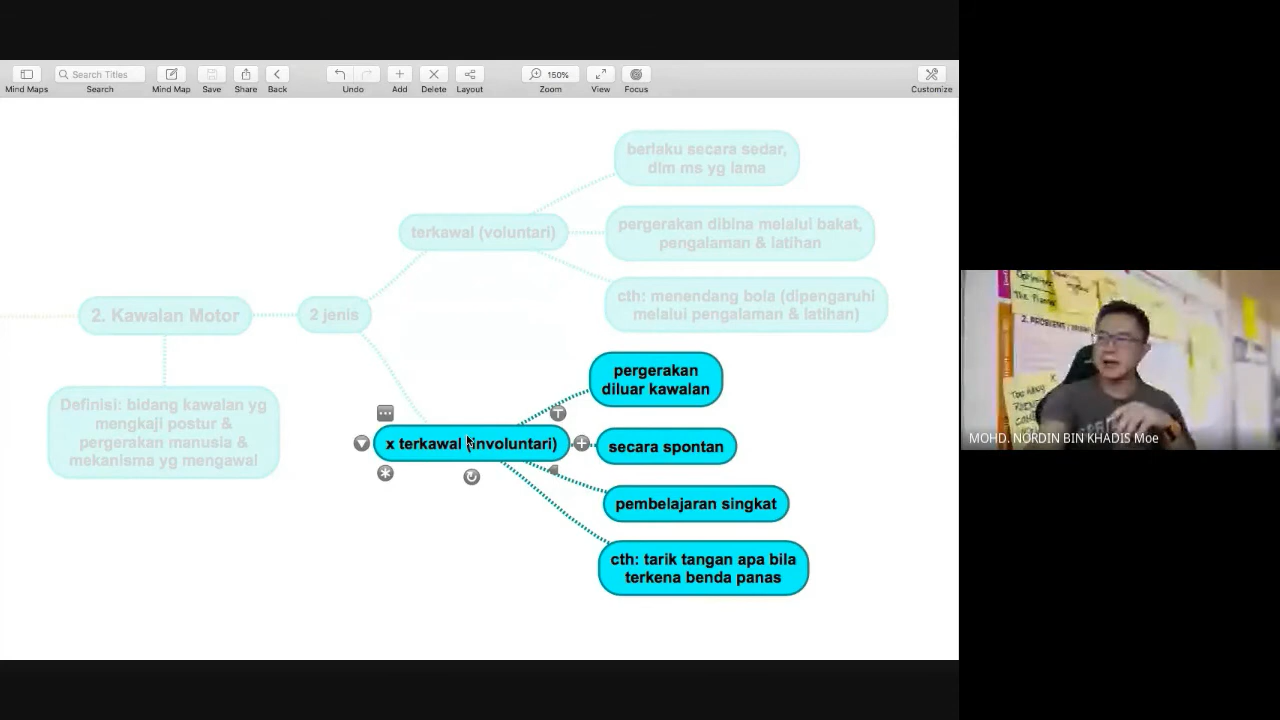 Mind Maps
Search Titles
Search
Mind Map
Save
Share
Back
Undo
Add
Delete
Layout
150%
Zoom
View
Focus
Customize
2. Kawalan Motor
Definisi: bidang kawalan yg
mengkaji postur &
pergerakan manusia &
mekanisma yg mengawal
2 jenis
terkawal (voluntari)
berlaku secara sedar,
dlm ms yg lama
pergerakan dibina melalui bakat,
pengalaman & latihan
cth: menendang bola (dipengaruhi
melalui pengalaman & latihan)
x terkawal (involuntari)
pergerakan
diluar kawalan
secara spontan
pembelajaran singkat
cth: tarik tangan apa bila
terkena benda panas
MOHD. NORDIN BIN KHADIS Moe